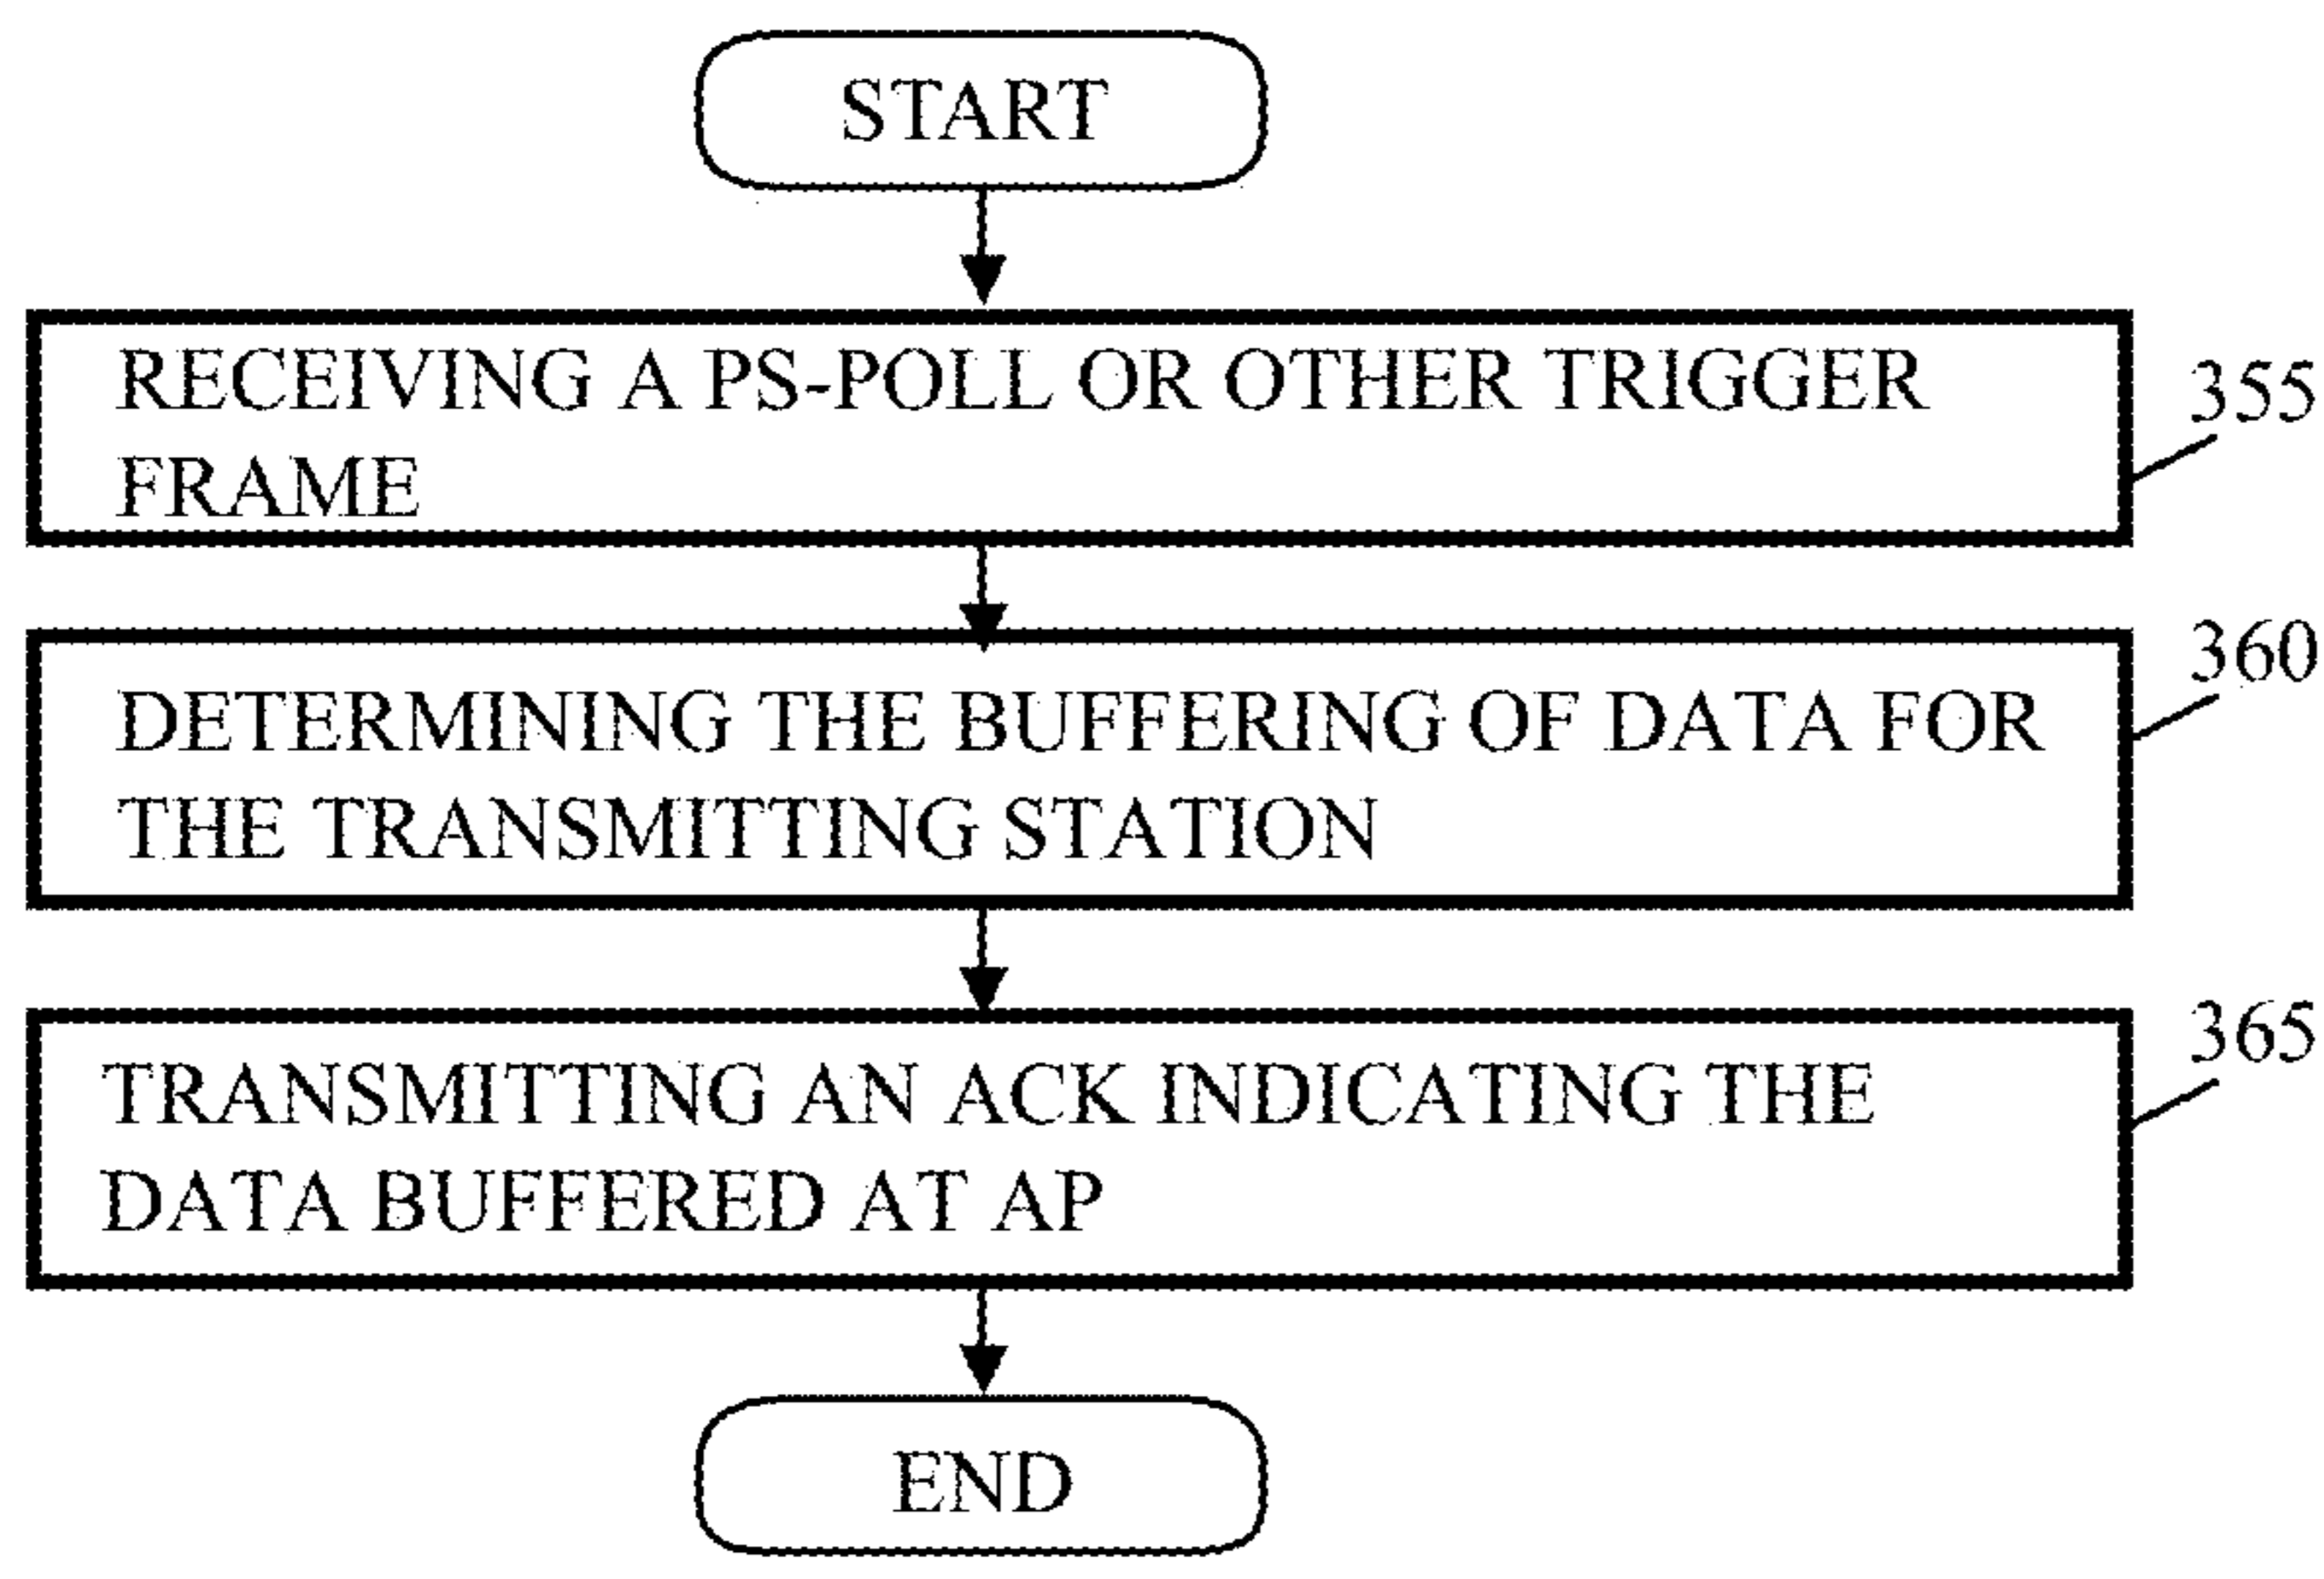 START
RECEIVING A PS-POLL OR OTHER TRIGGER
FRAME
355
DETERMINING THE BUFFERING OF DATA FOR
THE TRANSMITTING STATION
360
TRANSMITTING AN ACK INDICATING THE
DATA BUFFERED AT AP
365
END